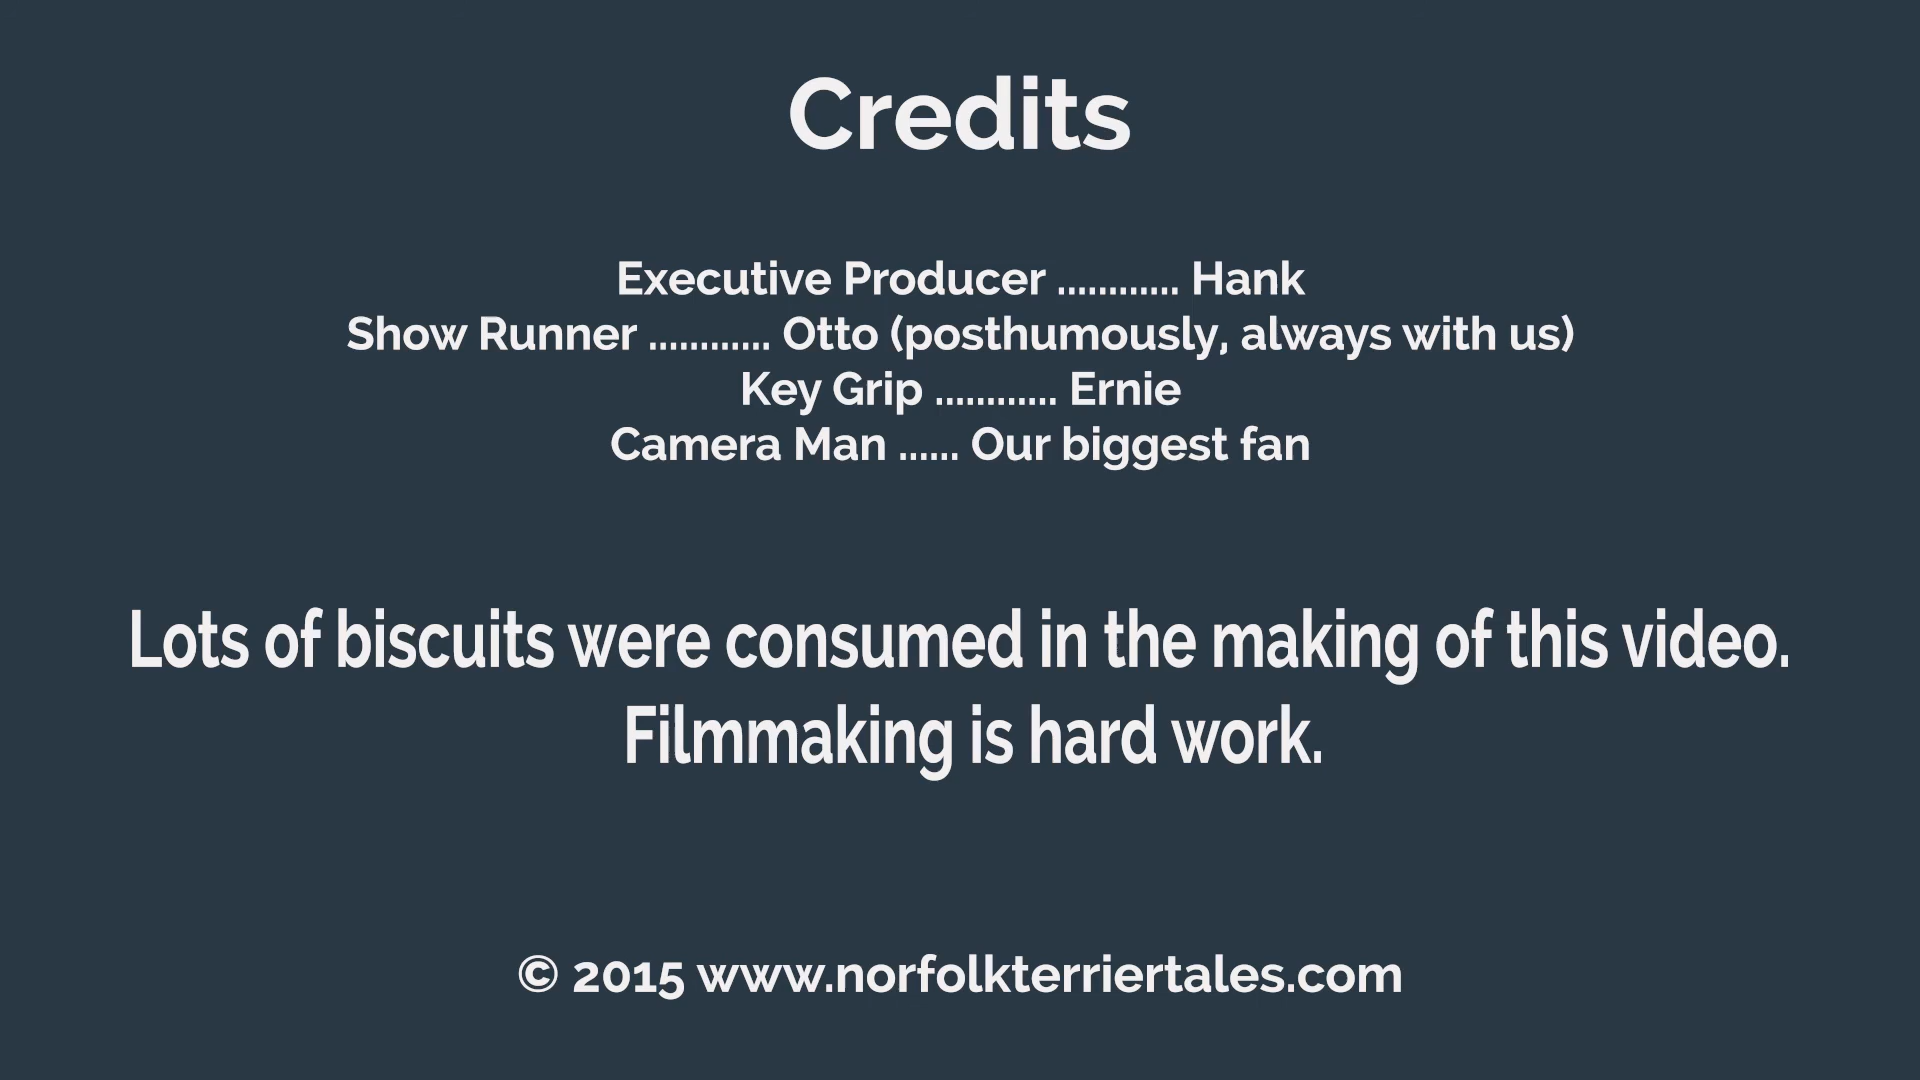 Credits
Executive Producer ............ Hank
Show Runner ............ Otto (posthumously, always with us)
Key Grip ............ Ernie
Camera Man ...... Our biggest fan
Lots of biscuits were consumed in the making of this video.
Filmmaking is hard work.
© 2015 www.norfolkterriertales.com